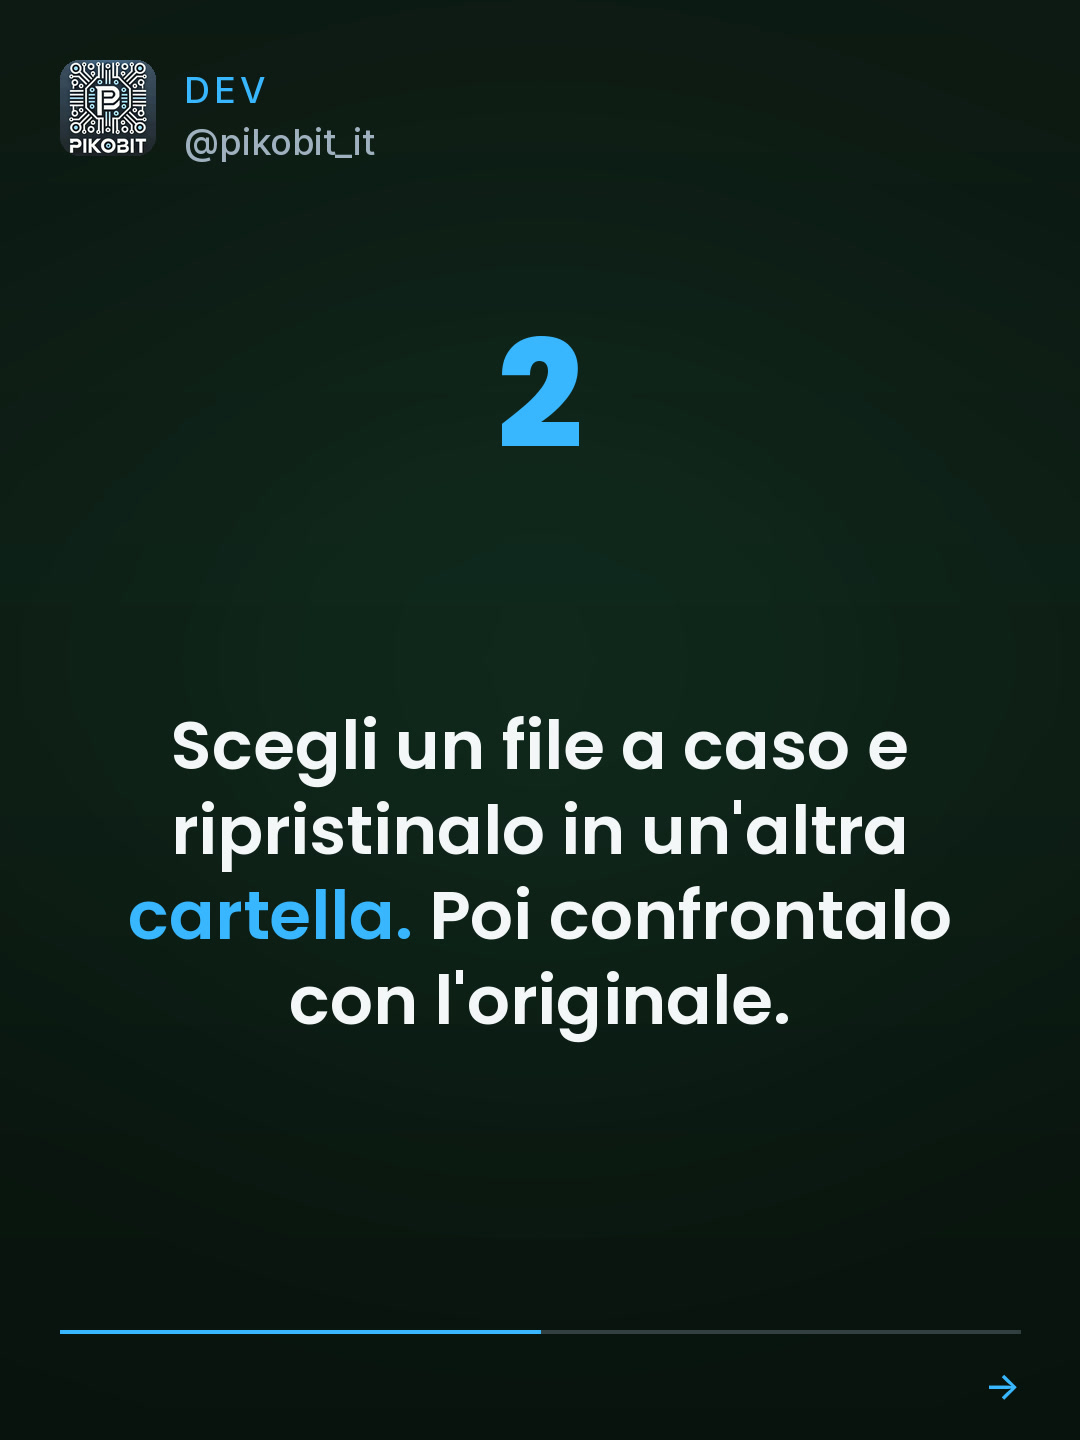 PIKOBIT
DEV
@pikobit_it
2
Scegli un file a caso e
ripristinalo in un'altra
cartella. Poi confrontalo
con l'originale.